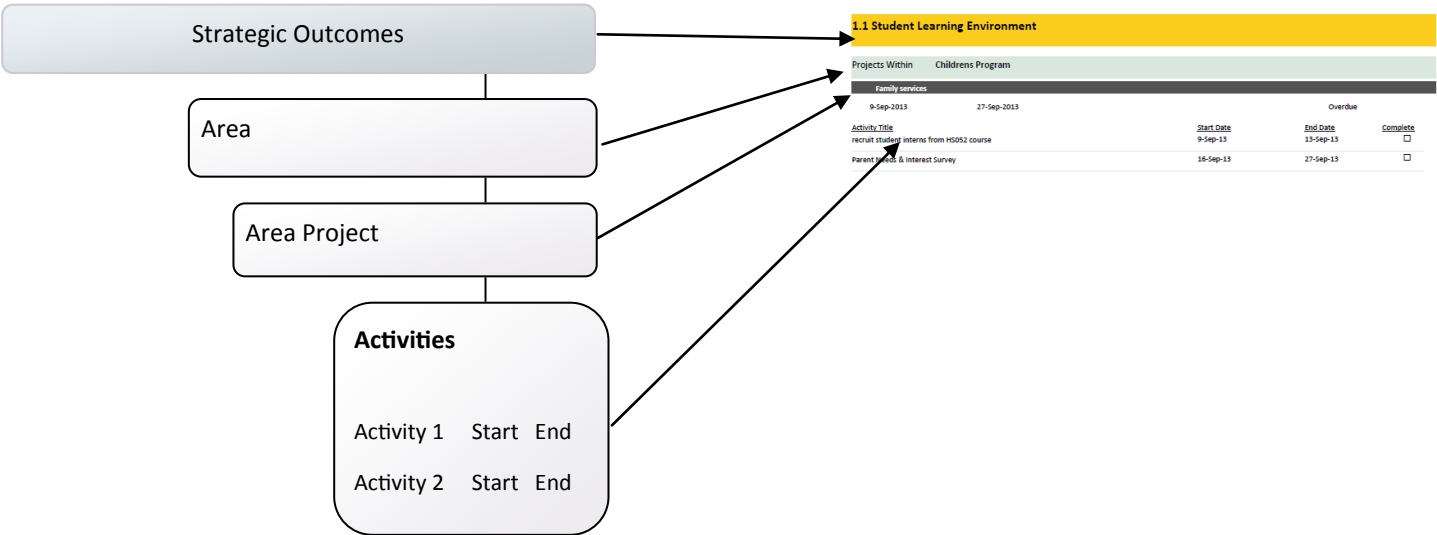 Strategic Outcomes
Area
Area Project
Activities
Activity 1 Start End
Activity 2 Start End
1.1 Student Learning Environment
Projects Within Childrens Program
Family services
9-Sep-2013 27-Sep-2013 Overdue
Activity Title Start Date End Date Complete
recruit student interns from HS052 course 9-Sep-13 13-Sep-13
Parent Needs & Interest Survey 16-Sep-13 27-Sep-13